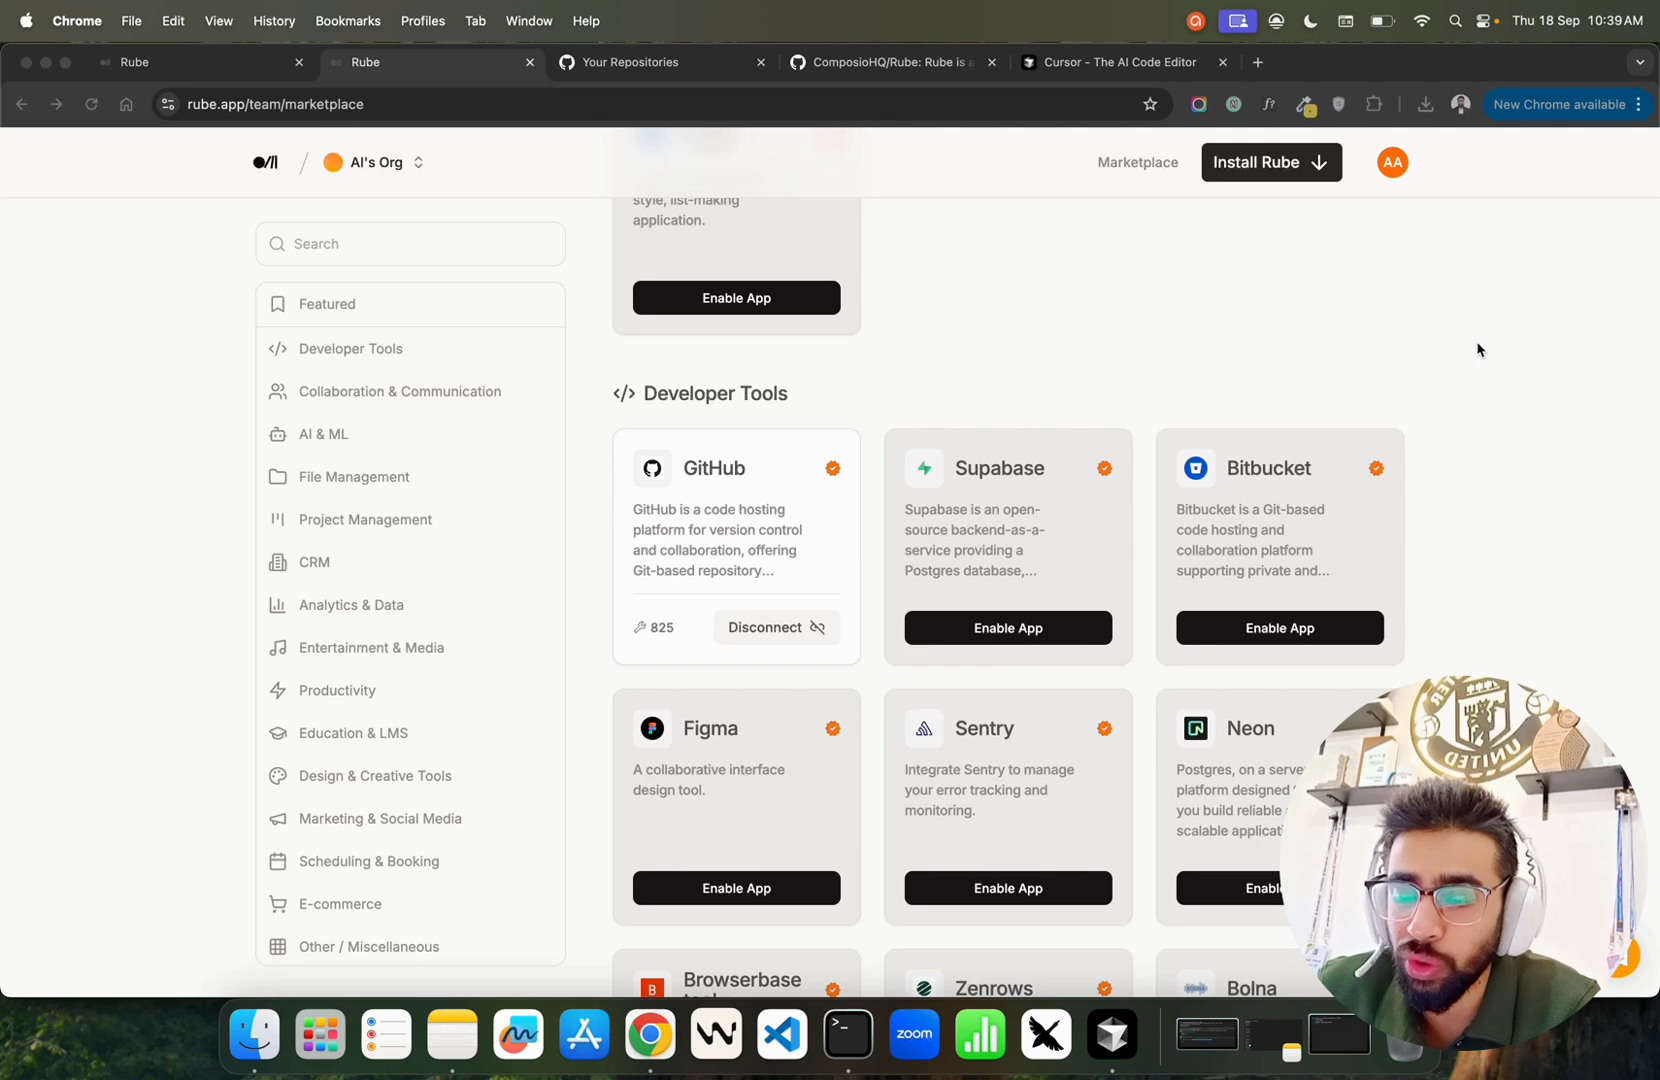 Chrome File Edit View History Bookmarks Profiles Tab Window Help Thu 18 Sep 10:39 AM
Rube Rube Your Repositories ComposioHQ/Rube: Rube is a Cursor - The AI Code Editor
rube.app/team/marketplace New Chrome available
AI's Org Marketplace Install Rube AA
style, list-making
application.
Enable App
Search
Featured
Developer Tools
Collaboration & Communication
AI & ML
File Management
Project Management
CRM
Analytics & Data
Entertainment & Media
Productivity
Education & LMS
Design & Creative Tools
Marketing & Social Media
Scheduling & Booking
E-commerce
Other / Miscellaneous
Developer Tools
GitHub
GitHub is a code hosting
platform for version control
and collaboration, offering
Git-based repository...
825 Disconnect
Supabase
Supabase is an open-
source backend-as-a-
service providing a
Postgres database,...
Enable App
Bitbucket
Bitbucket is a Git-based
code hosting and
collaboration platform
supporting private and...
Enable App
Figma
A collaborative interface
design tool.
Enable App
Sentry
Integrate Sentry to manage
your error tracking and
monitoring.
Enable App
Neon
Postgres, on a
platform designed
you build reliable
Browserbase
Zenrows
Bolna
UNITED
zoom